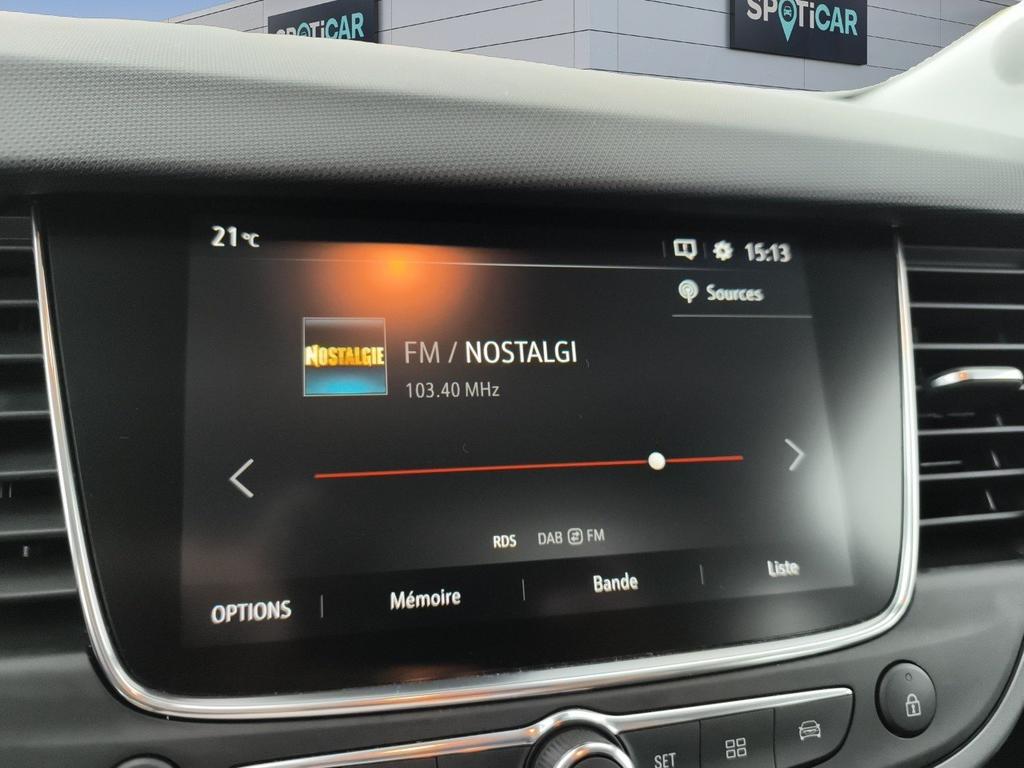 SPOTiCAR
SPOTiCAR
21 °C
15:13
Sources
NOSTALGIE
FM / NOSTALGI
103.40 MHz
RDS DAB FM
OPTIONS Mémoire Bande Liste
SET